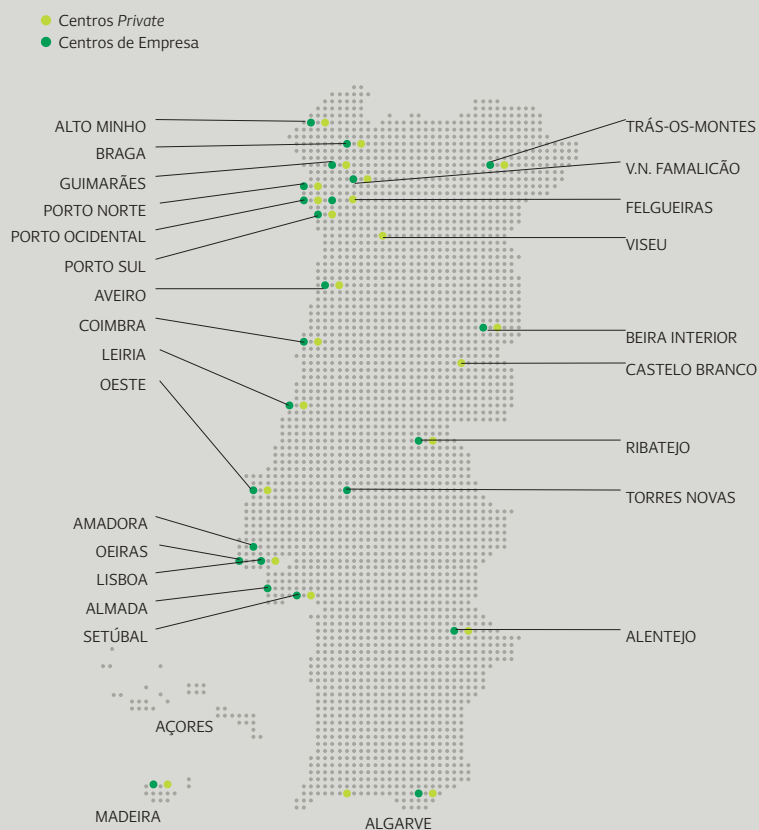 Centros Private
Centros de Empresa
ALTO MINHO
BRAGA
GUIMARÃES
PORTO NORTE
PORTO OCIDENTAL
PORTO SUL
AVEIRO
COIMBRA
LEIRIA
OESTE
AMADORA
OEIRAS
LISBOA
ALMADA
SETÚBAL
AÇORES
MADEIRA
ALGARVE
TRÁS-OS-MONTES
V.N. FAMALICÃO
FELGUEIRAS
VISEU
BEIRA INTERIOR
CASTELO BRANCO
RIBATEJO
TORRES NOVAS
ALENTEJO